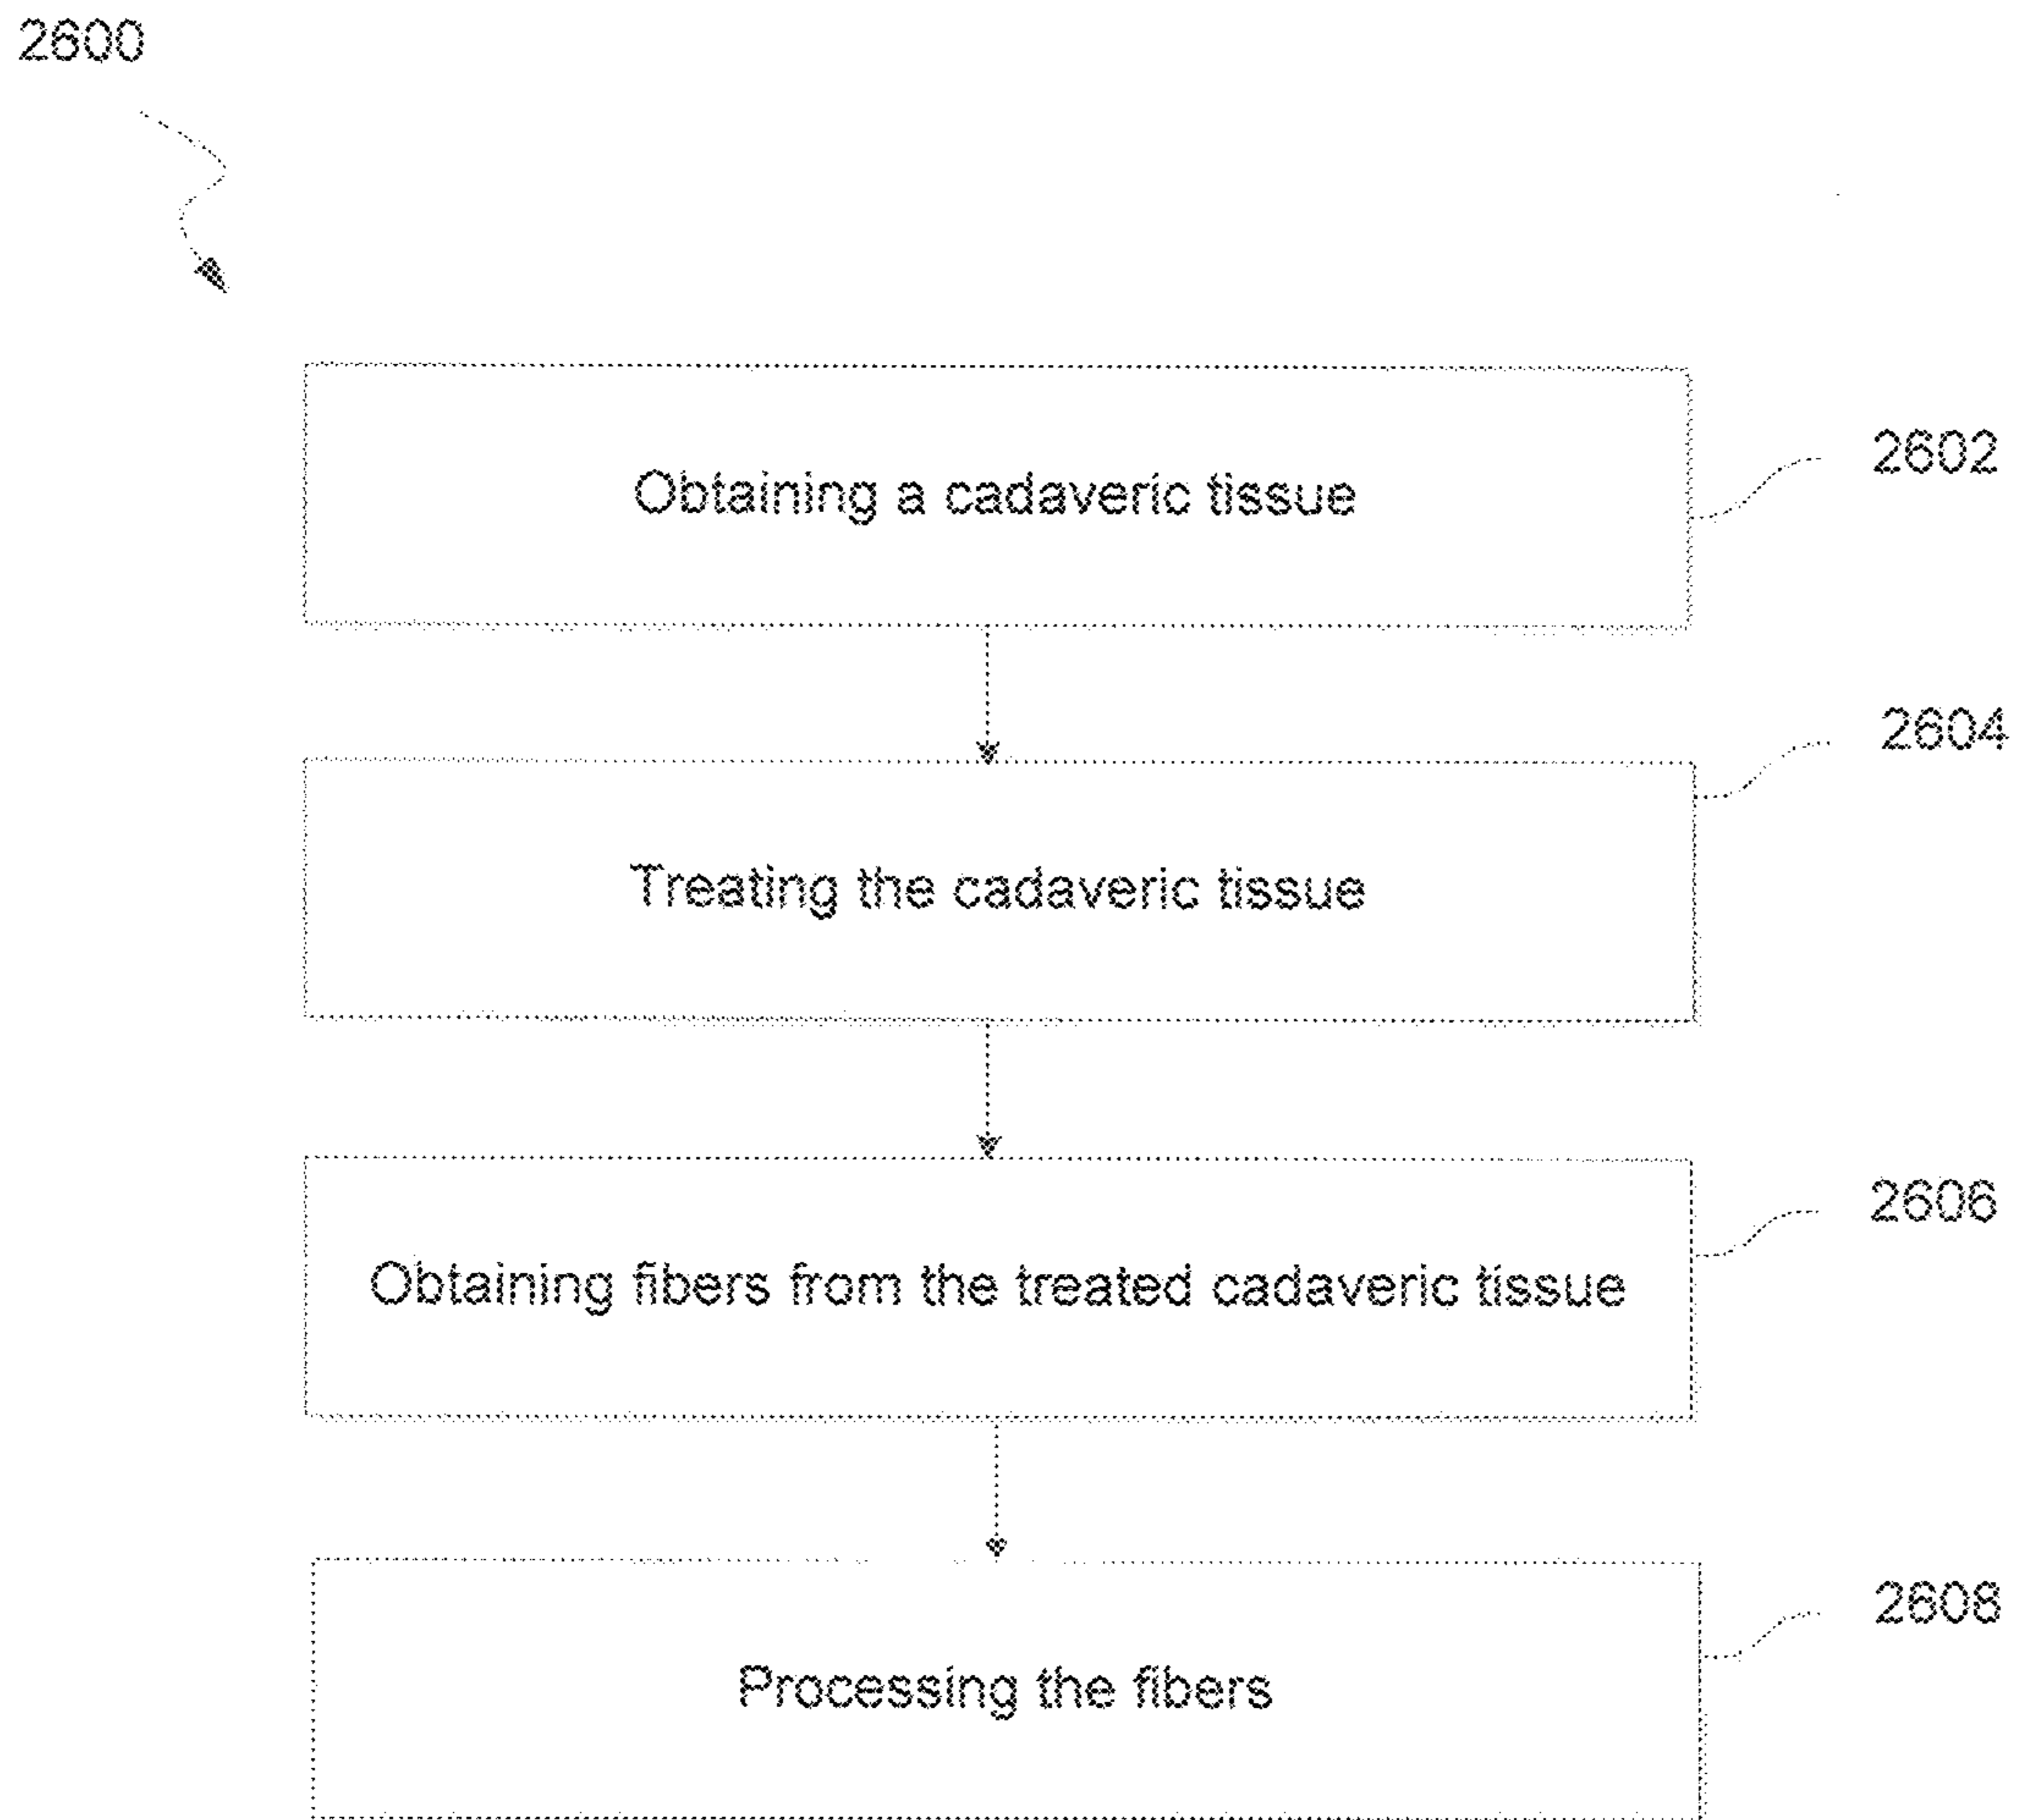 2600
Obtaining a cadaveric tissue
2602
2604
Treating the cadaveric tissue
2606
Obtaining fibers from the treated cadaveric tissue
2608
Processing the fibers